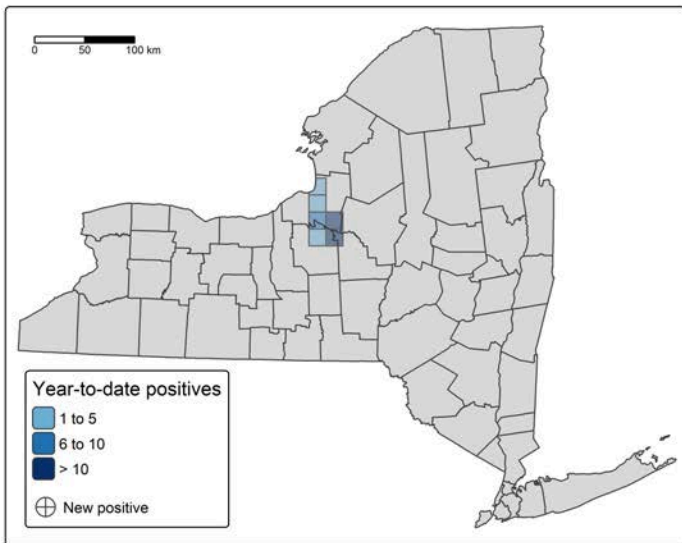 0 50 100 km
Year-to-date positives
1 to 5
6 to 10
> 10
New positive